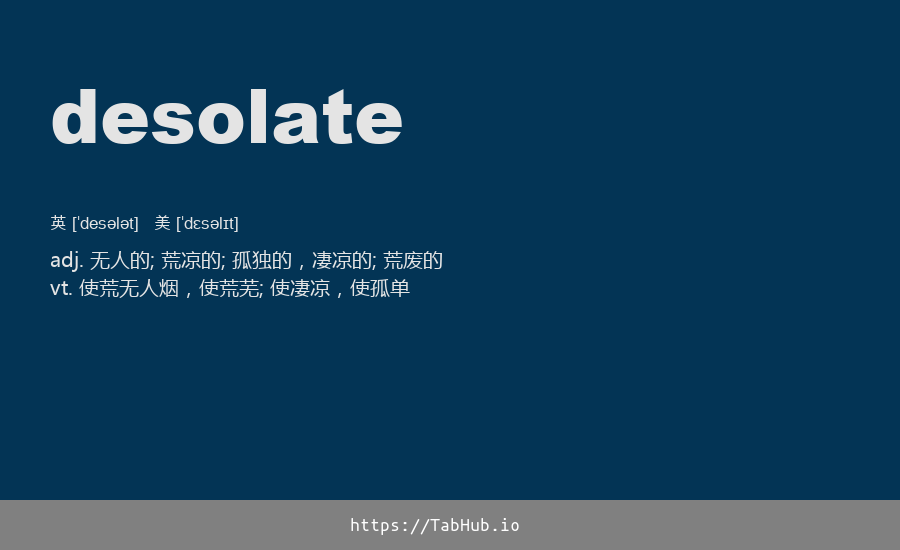 desolate
英 [ˈdesələt] 美 [ˈdɛsəlɪt]
adj. 无人的; 荒凉的; 孤独的，凄凉的; 荒废的
vt. 使荒无人烟，使荒芜; 使凄凉，使孤单
https://TabHub.io